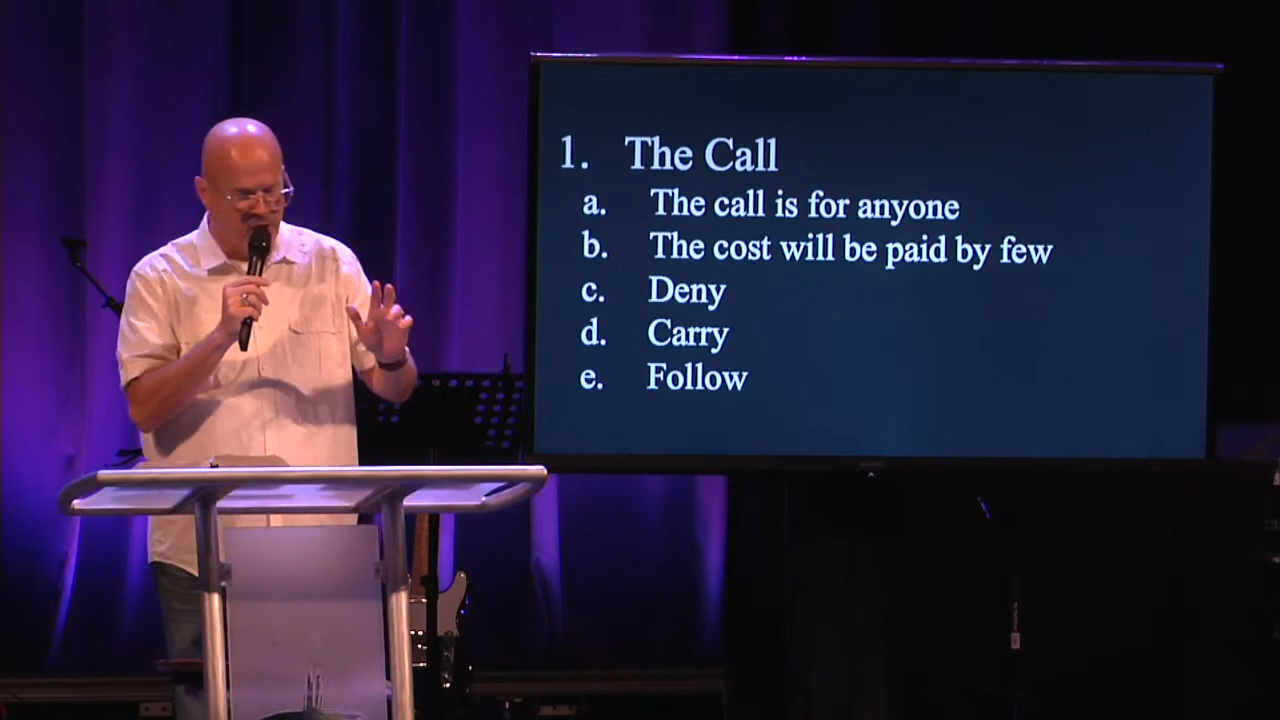 1. The Call
a. The call is for anyone
b. The cost will be paid by few
c. Deny
d. Carry
e. Follow